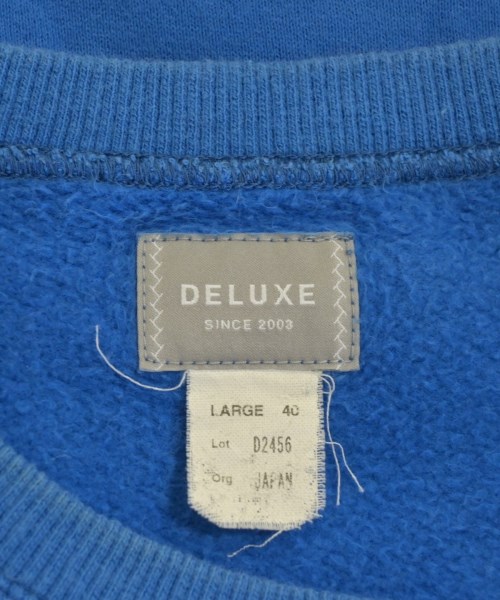 DELUXE
SINCE 2003
LARGE 40
Lot D2456
Org JAPAN